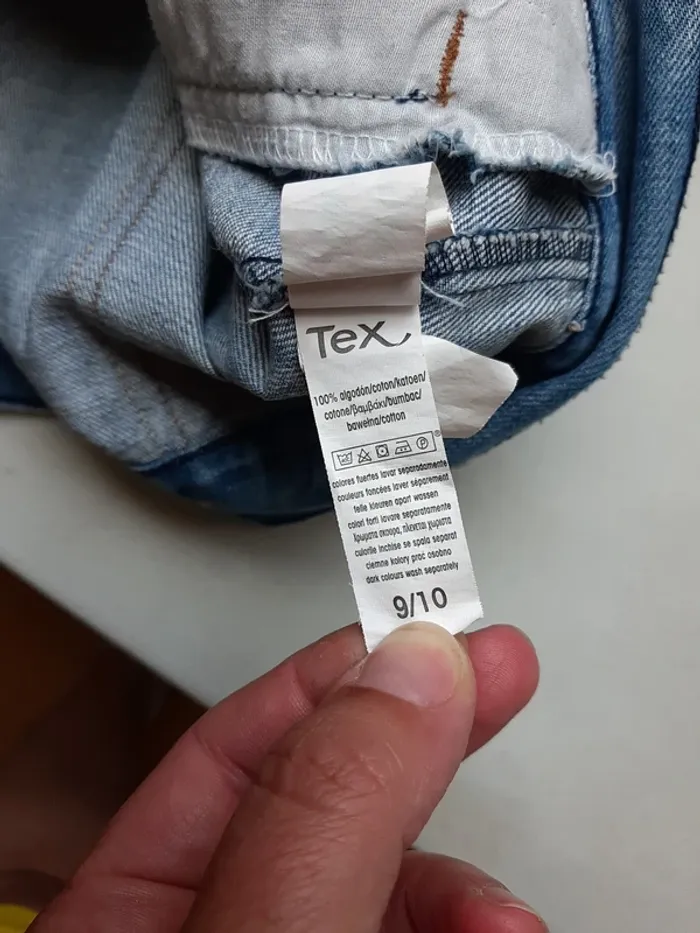 Tex
100% algodón/coton/katoen/
cotone/βαμβάκι/bumbac/
bawełna/cotton
colores fuertes lavar separadamente
couleurs foncées laver séparément
felle kleuren apart wassen
colori forti lavare separatamente
Χρώματα σκούρα, πλένεται χωριστά
culorile inchise se spala separat
ciemne kolory prać osobno
dark colours wash separately
9/10